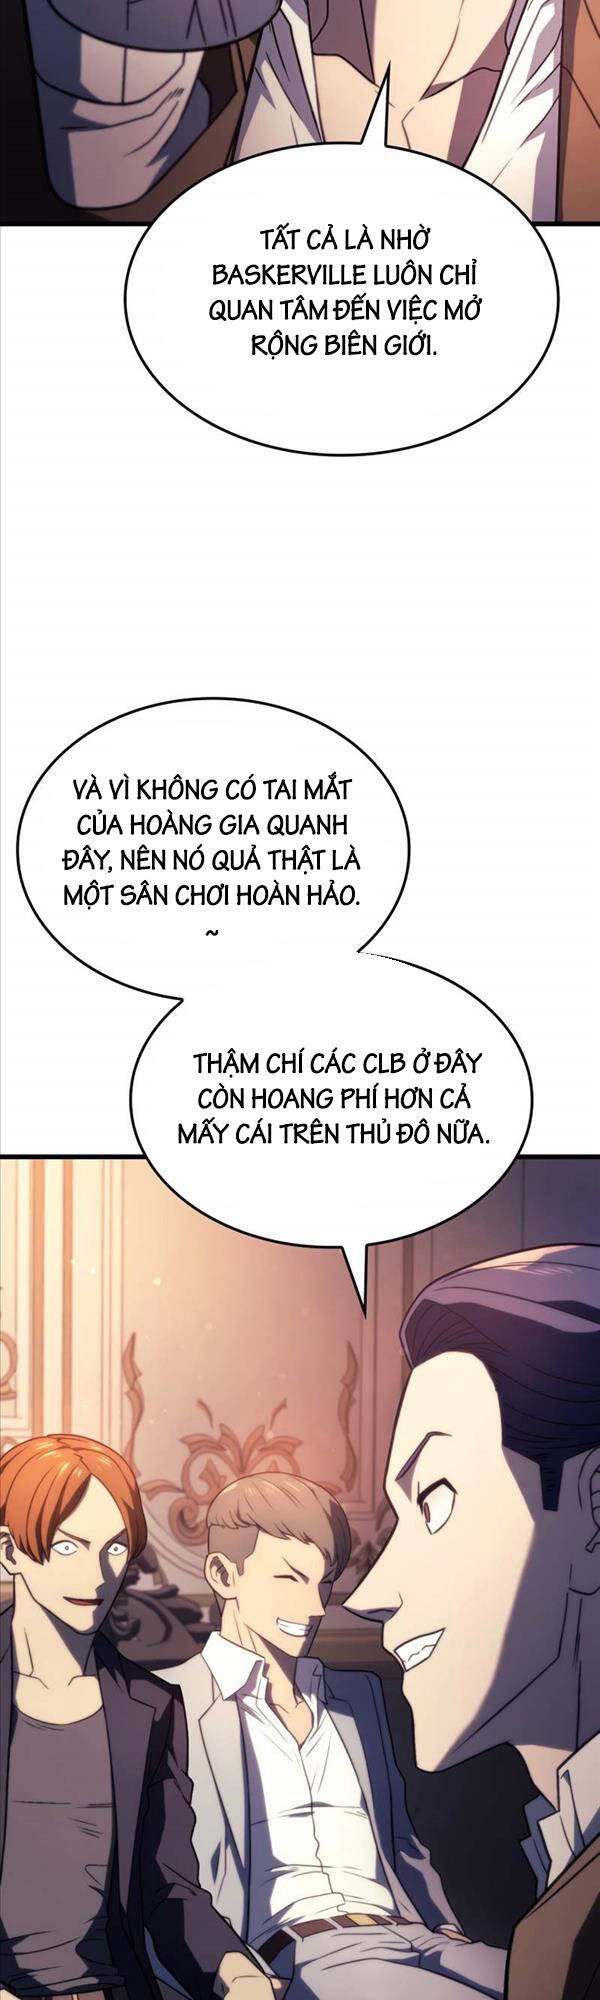 TẤT CẢ LÀ NHỜ
BASKERVILLE LUÔN CHỈ
QUAN TÂM ĐẾN VIỆC MỞ
RỘNG BIÊN GIỚI.
VÀ VÌ KHÔNG CÓ TAI MẮT
CỦA HOÀNG GIA QUANH
ĐÂY, NÊN NÓ QUẢ THẬT LÀ
MỘT SÂN CHƠI HOÀN HẢO.
~
THẬM CHÍ CÁC CLB Ở ĐÂY
CÒN HOANG PHÍ HƠN CẢ
MẤY CÁI TRÊN THỦ ĐÔ NỮA.